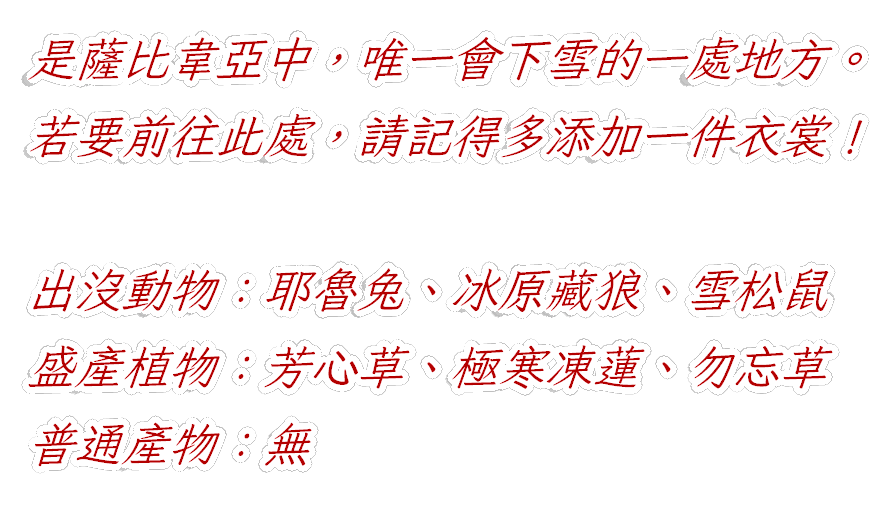 是薩比韋亞中，唯一會下雪的一處地方。
若要前往此處，請記得多添加一件衣裳！
出沒動物：耶魯兔、冰原藏狼、雪松鼠
盛產植物：芳心草、極寒凍蓮、勿忘草
普通產物：無